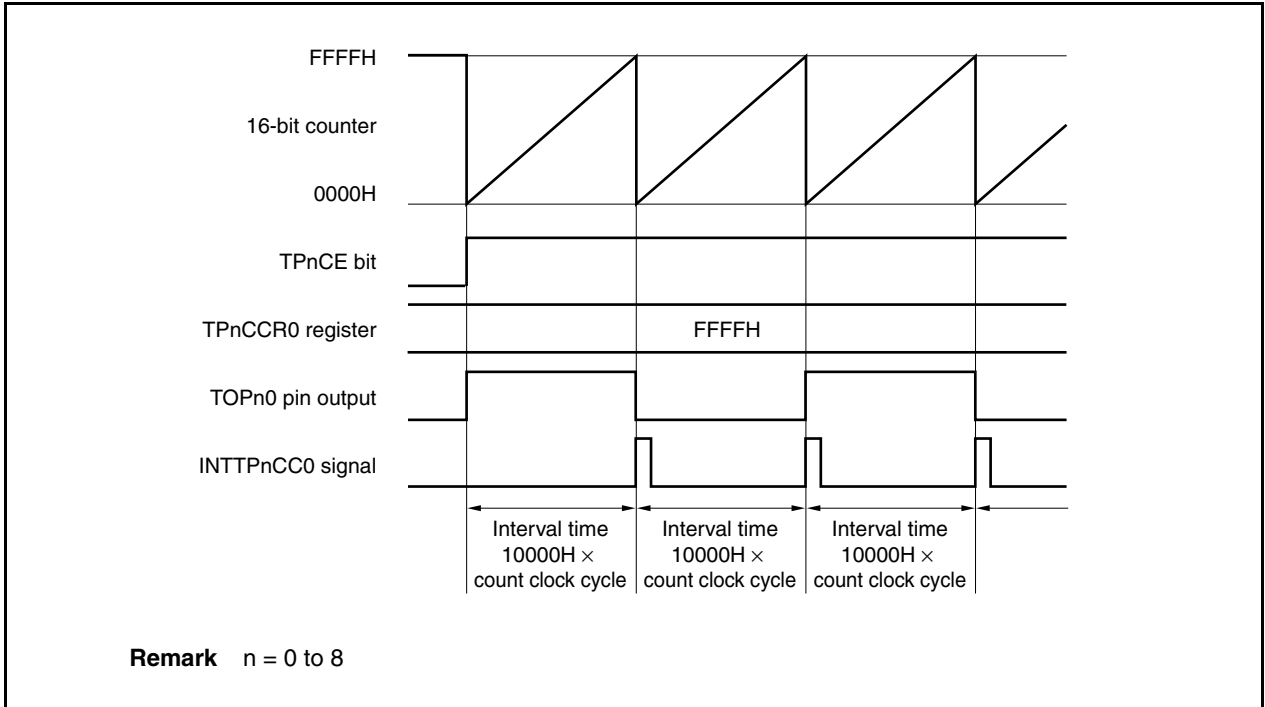 FFFFH
16-bit counter
0000H
TPnCE bit
TPnCCR0 register
FFFFH
TOPn0 pin output
INTTPnCC0 signal
Interval time
10000H ×
count clock cycle
Interval time
10000H ×
count clock cycle
Interval time
10000H ×
count clock cycle
Remark n = 0 to 8